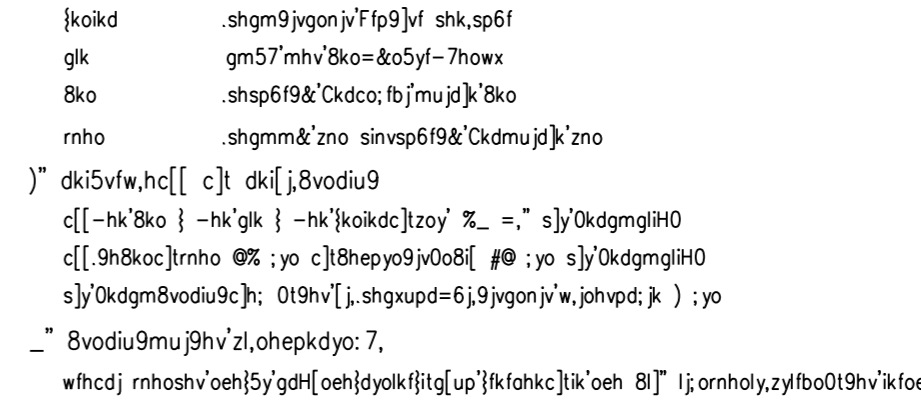 {koikd .shgm9jvgonjv'Ffp9]vf shk,sp6f
glk gm57'mhv'8ko=&o5yf-7howx
8ko .shsp6f9&'Ckdco;fbj'mujd]k'8ko
rnho .shgmm&'zno sinvsp6f9&'Ckdmujd]k'zno
)" dki5vfw,hc[[ c]t dki[j,8vodiu9
c[[-hk'8ko } -hk'glk } -hk'{koikdc]tzoy' %_ =," s]y'0kdgmgliH0
c[[.9h8koc]trnho @% ;yo c]t8hepyo9jv0o8i[ #@ ;yo s]y'0kdgmgliH0
s]y'0kdgm8vodiu9c]h; 0t9hv'[j,.shgxupd=6j,9jvgonjv'w,johvpd;jk ) ;yo
_" 8vodiu9muj9hv'zl,ohepkdyo:7,
wfhcdj rnhoshv'oeh}5y'gdH[oeh}dyolkf}itg[up'}fkfahkc]tik'oeh 8l]" lj;ornholy,zylfbo0t9hv'ikfoe